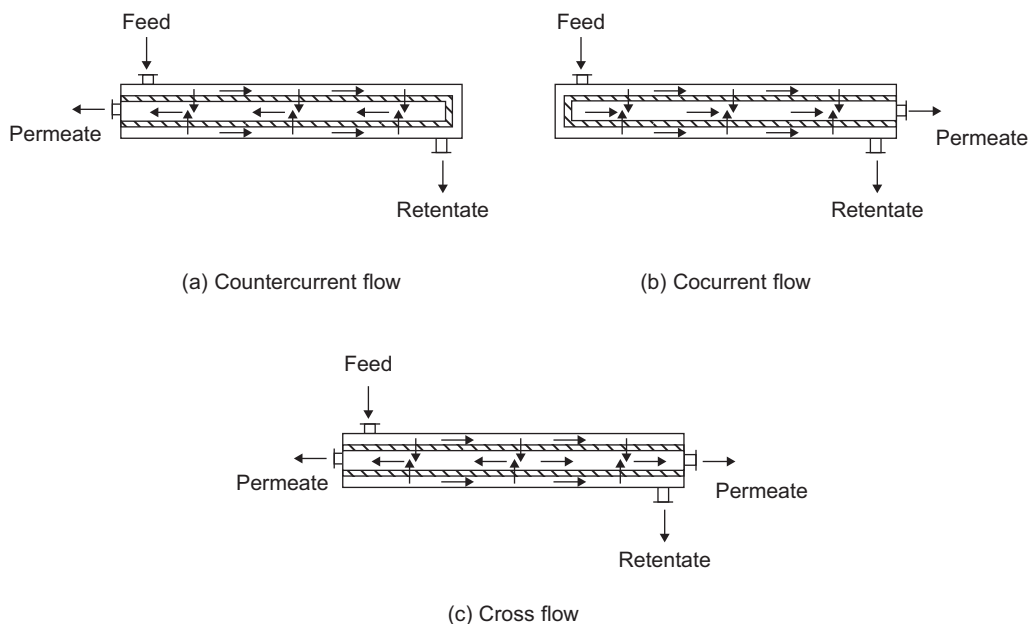 Feed
Feed
Permeate
Permeate
Retentate
Retentate
(a) Countercurrent flow
(b) Cocurrent flow
Feed
Permeate
Permeate
Retentate
(c) Cross flow